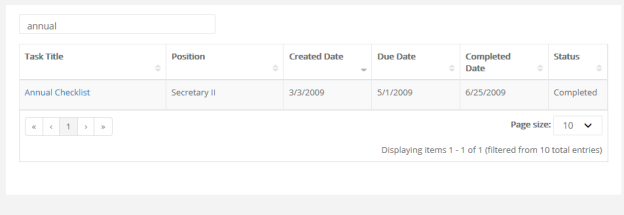 annual
Task Title Position Created Date Due Date Completed Date Status
Annual Checklist Secretary II 3/3/2009 5/1/2009 6/25/2009 Completed
« ‹ 1 › » Page size: 10
Displaying items 1 - 1 of 1 (filtered from 10 total entries)